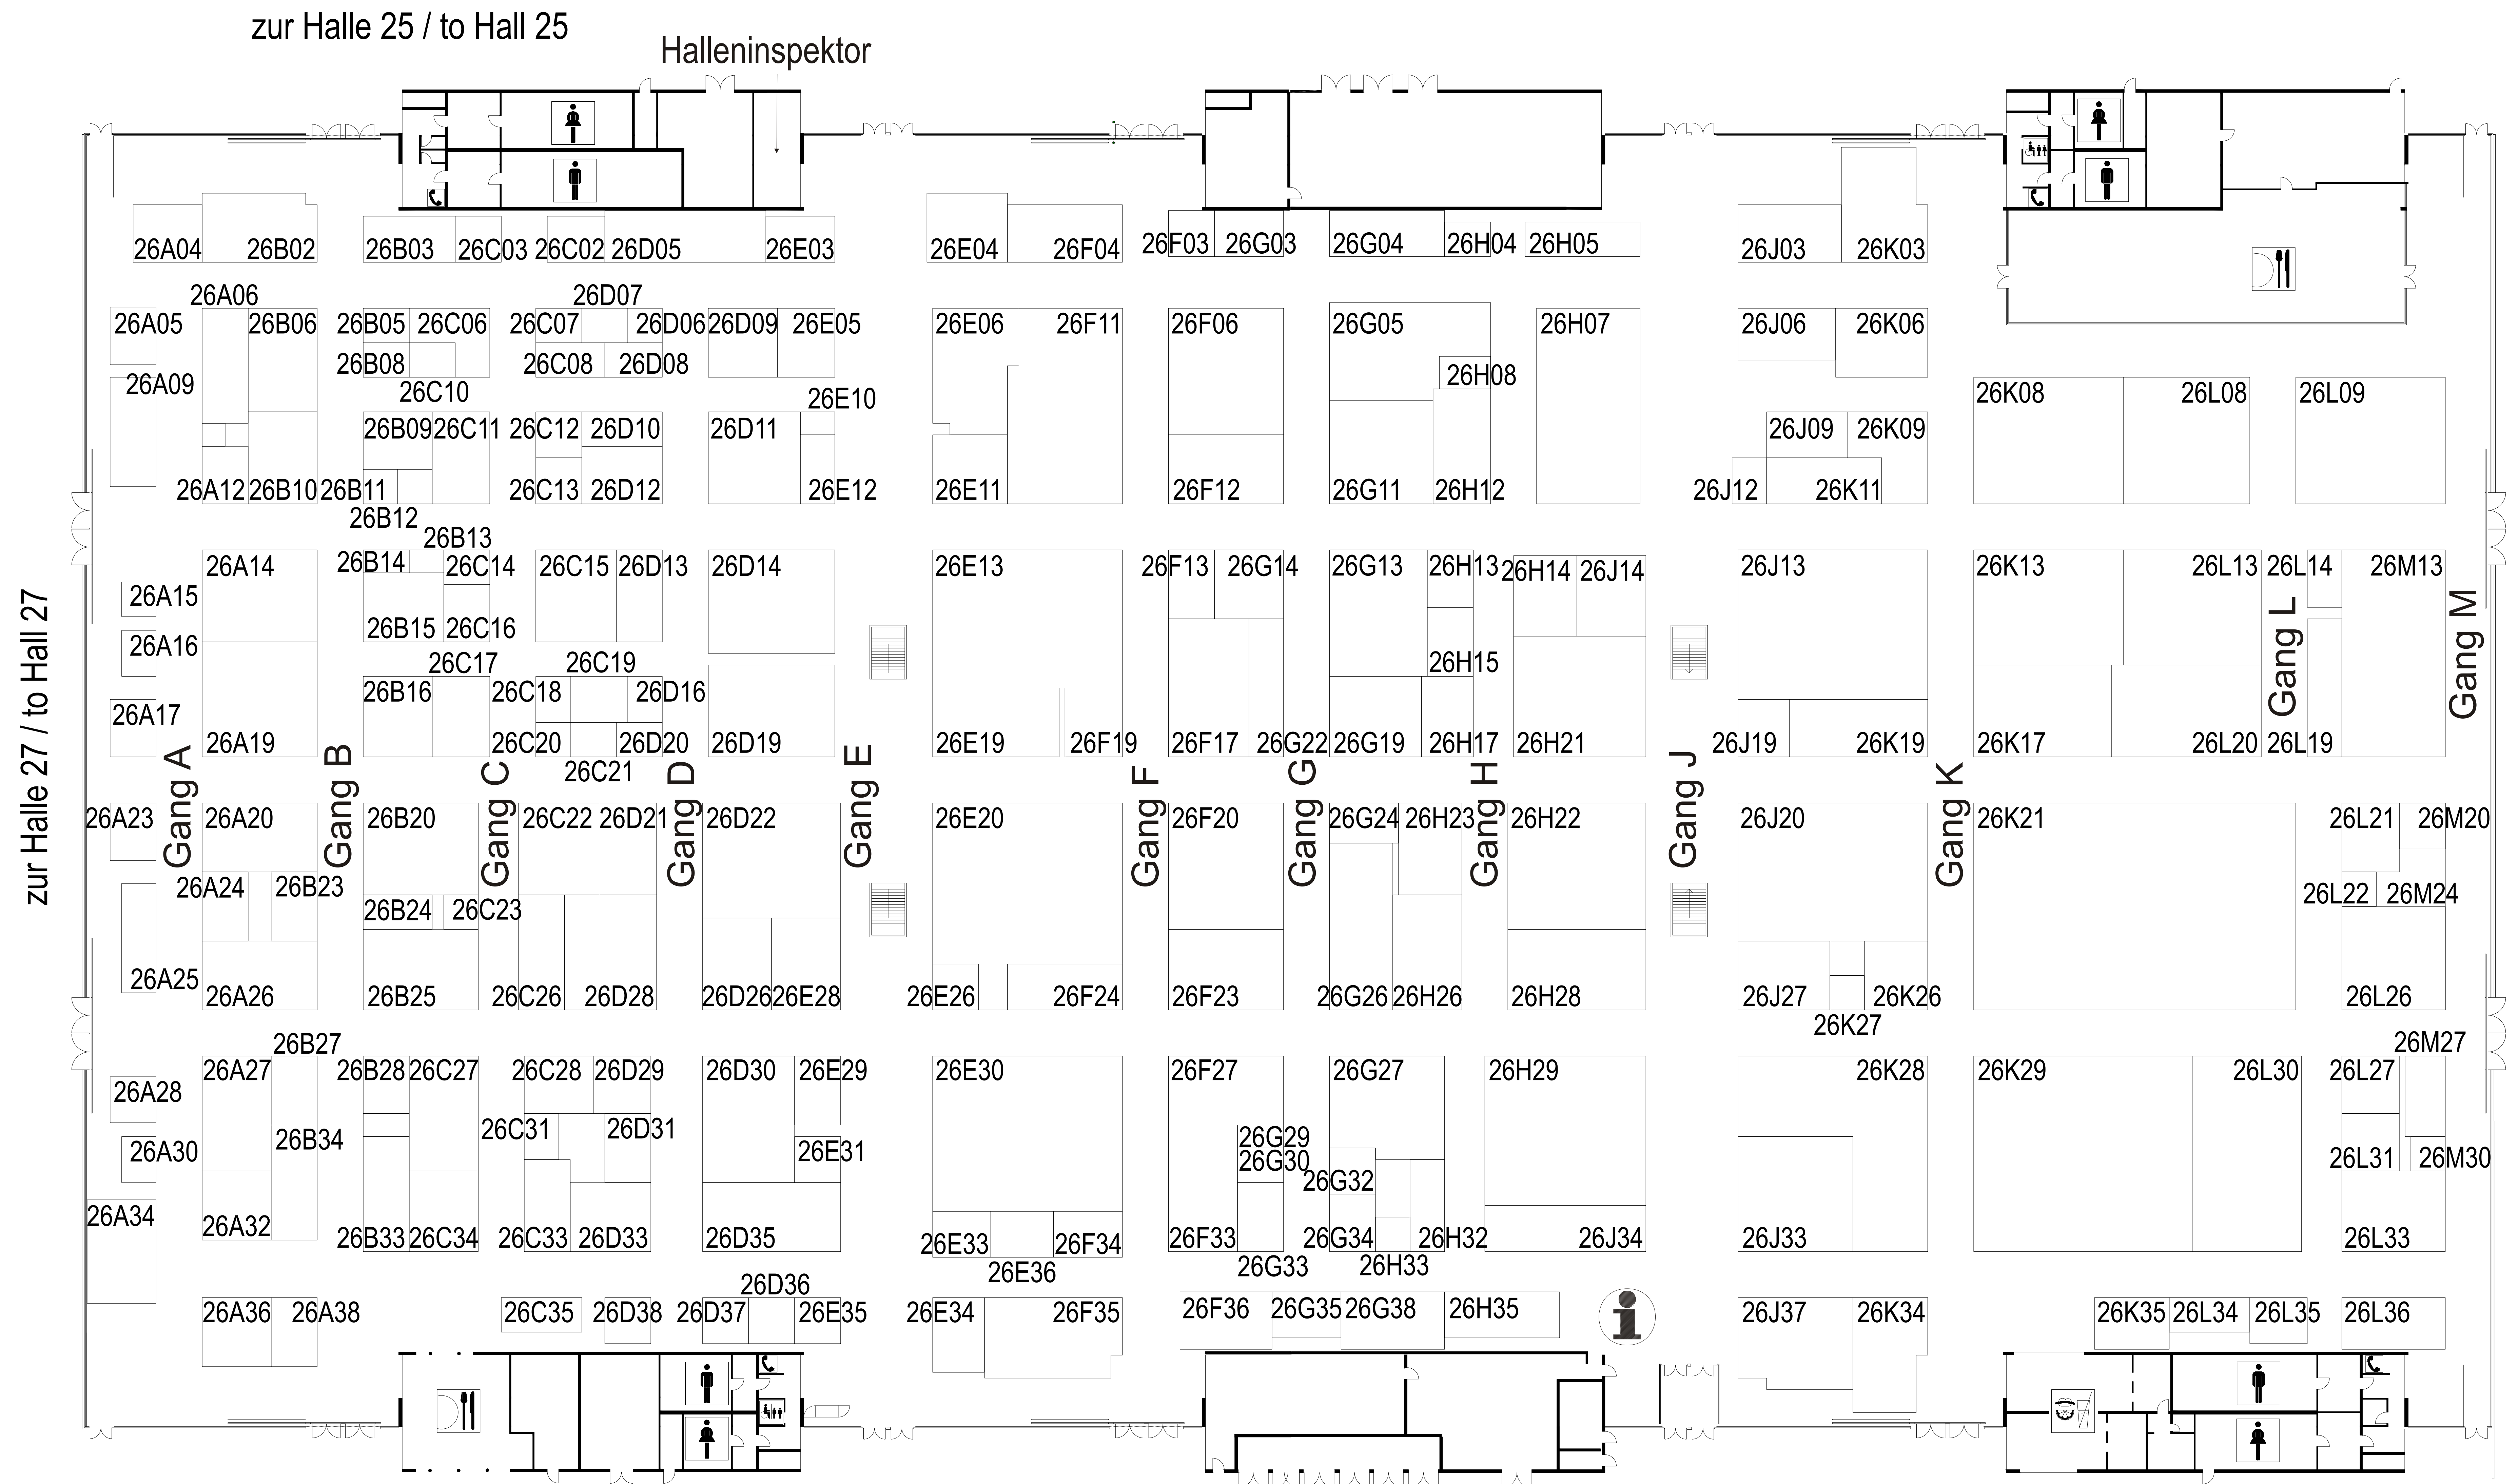 zur Halle 25 / to Hall 25
Halleninspektor
26A04 26B02 26B03 26C03 26C02 26D05 26E03 26E04 26F04 26F03 26G03 26G04 26H04 26H05 26J03 26K03
26A06 26D07
26A05 26B06 26B05 26C06 26C07 26D06 26D09 26E05 26E06 26F11 26F06 26G05 26H07 26J06 26K06
26B08 26C08 26D08
26A09 26C10 26E10 26H08 26K08 26L08 26L09
26B09 26C11 26C12 26D10 26D11 26J09 26K09
26A12 26B10 26B11 26C13 26D12 26E12 26E11 26F12 26G11 26H12 26J12 26K11
26B12
26B13
26A14 26B14 26C14 26C15 26D13 26D14 26E13 26F13 26G14 26G13 26H13 26H14 26J14 26J13 26K13 26L13 26L14 26M13
26A15
26B15 26C16
26A16
26C17 26C19 26H15
26B16 26C18 26D16
26A17
26A19 26C20 26D20 26D19 26E19 26F19 26F17 26G22 26G19 26H17 26H21 26J19 26K19 26K17 26L20 26L19
26C21
Gang A
Gang B
Gang C
Gang D
Gang E
Gang F
Gang G
Gang H
Gang J
Gang K
Gang L
Gang M
zur Halle 27 / to Hall 27
26A23 26A20 26B20 26C22 26D21 26D22 26E20 26F20 26G24 26H23 26H22 26J20 26K21 26L21 26M20
26A24 26B23 26L22 26M24
26B24 26C23
26A25
26A26 26B25 26C26 26D28 26D26 26E28 26E26 26F24 26F23 26G26 26H26 26H28 26J27 26K26 26L26
26K27
26B27 26M27
26A27 26B28 26C27 26C28 26D29 26D30 26E29 26E30 26F27 26G27 26H29 26K28 26K29 26L30 26L27
26A28
26B34 26C31 26D31 26G29
26A30 26E31 26G30 26L31 26M30
26G32
26A34 26A32 26B33 26C34 26C33 26D33 26D35 26E33 26F34 26F33 26G34 26H32 26J34 26J33 26L33
26E36 26G33 26H33
26D36
26A36 26A38 26C35 26D38 26D37 26E35 26E34 26F35 26F36 26G35 26G38 26H35 26J37 26K34 26K35 26L34 26L35 26L36